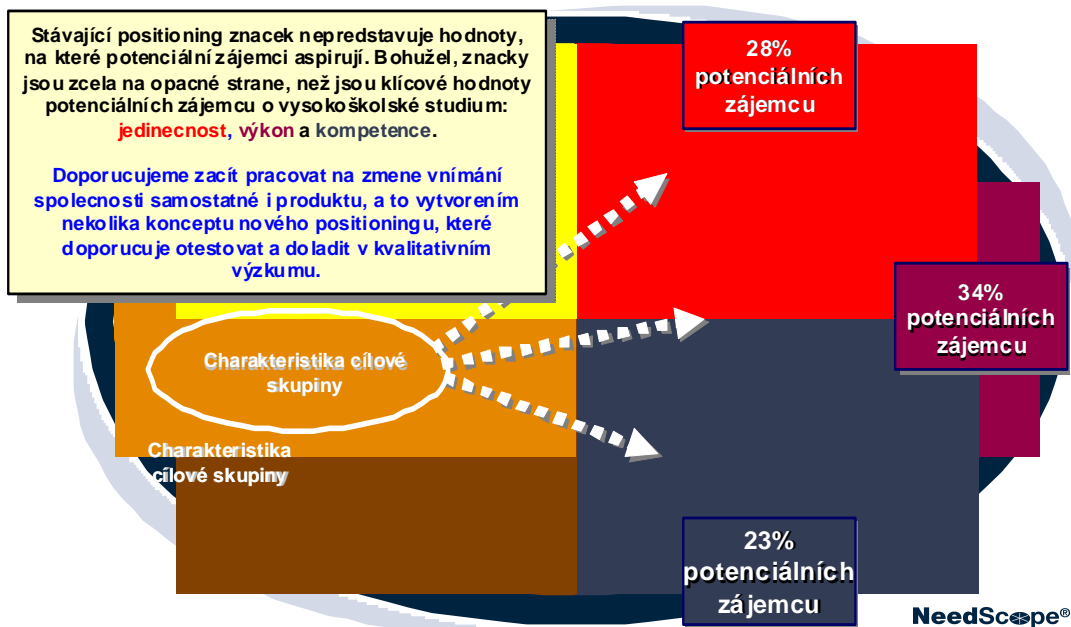 Stávající positioning znacek nepredstavuje hodnoty,
na které potenciální zájemci aspirují. Bohužel, znacky
jsou zcela na opacné strane, než jsou klícové hodnoty
potenciálních zájemcu o vysokoškolské studium:
jedinecnost, výkon a kompetence.
Doporucujeme zacít pracovat na zmene vnímání
spolecnosti samostatné i produktu, a to vytvorením
nekolika konceptu nového positioningu, které
doporucuje otestovat a doladit v kvalitativním
výzkumu.
28%
potenciálních
zájemcu
34%
potenciálních
zájemcu
Charakteristika cílové
skupiny
Charakteristika
cílové skupiny
23%
potenciálních
zájemcu
NeedScope®